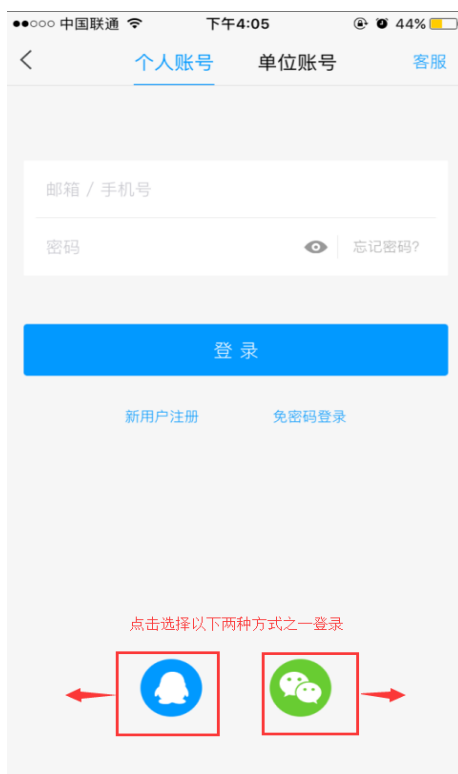 中国联通 下午4:05 44%
个人账号 单位账号 客服
邮箱 / 手机号
密码 忘记密码?
登 录
新用户注册 免密码登录
点击选择以下两种方式之一登录